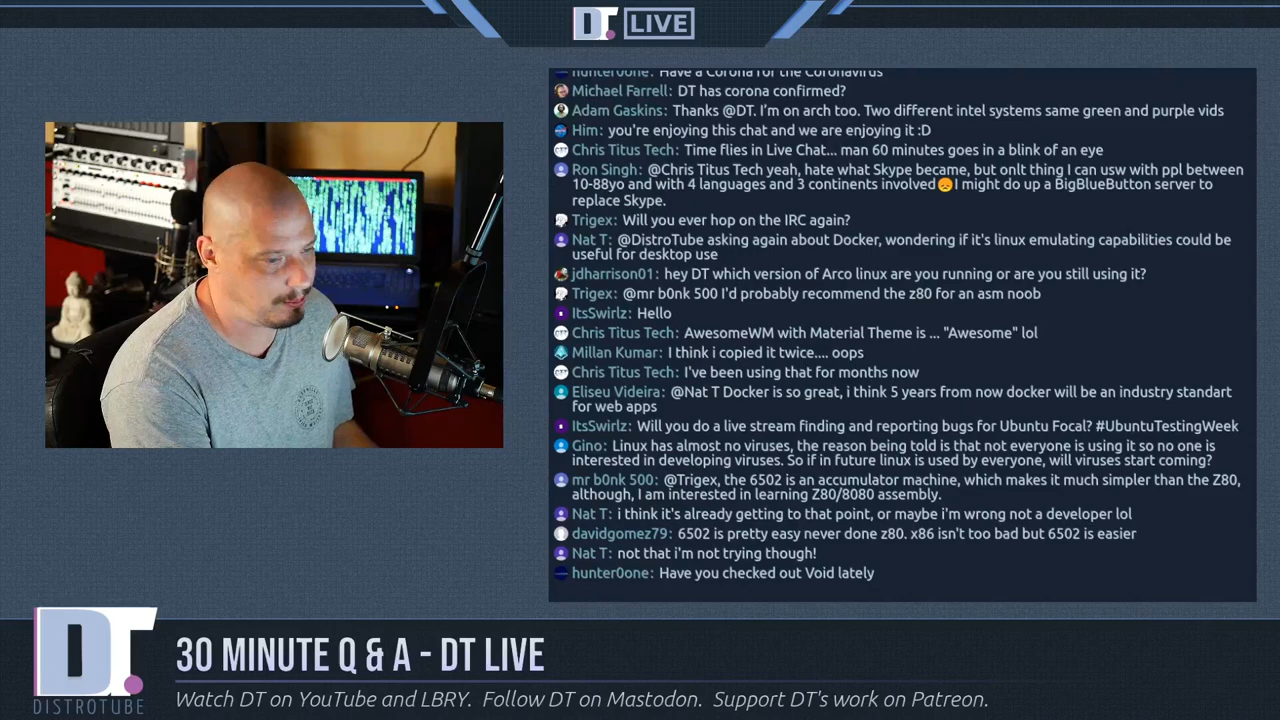 DT. LIVE
hunter0one: Have a Corona for the Coronavirus
Michael Farrell: DT has corona confirmed?
Adam Gaskins: Thanks @DT. I'm on arch too. Two different intel systems same green and purple vids
Him: you're enjoying this chat and we are enjoying it :D
Chris Titus Tech: Time flies in Live Chat... man 60 minutes goes in a blink of an eye
Ron Singh: @Chris Titus Tech yeah, hate what Skype became, but onlt thing I can usw with ppl between
10-88yo and with 4 languages and 3 continents involved😞I might do up a BigBlueButton server to
replace Skype.
Trigex: Will you ever hop on the IRC again?
Nat T: @DistroTube asking again about Docker, wondering if it's linux emulating capabilities could be
useful for desktop use
jdharrison01: hey DT which version of Arco linux are you running or are you still using it?
Trigex: @mr b0nk 500 I'd probably recommend the z80 for an asm noob
ItsSwirlz: Hello
Chris Titus Tech: AwesomeWM with Material Theme is ... "Awesome" lol
Millan Kumar: I think i copied it twice.... oops
Chris Titus Tech: I've been using that for months now
Eliseu Videira: @Nat T Docker is so great, i think 5 years from now docker will be an industry standart
for web apps
ItsSwirlz: Will you do a live stream finding and reporting bugs for Ubuntu Focal? #UbuntuTestingWeek
Gino: Linux has almost no viruses, the reason being told is that not everyone is using it so no one is
interested in developing viruses. So if in future linux is used by everyone, will viruses start coming?
mr b0nk 500: @Trigex, the 6502 is an accumulator machine, which makes it much simpler than the Z80,
although, I am interested in learning Z80/8080 assembly.
Nat T: i think it's already getting to that point, or maybe i'm wrong not a developer lol
davidgomez79: 6502 is pretty easy never done z80. x86 isn't too bad but 6502 is easier
Nat T: not that i'm not trying though!
hunter0one: Have you checked out Void lately
DT.
DISTROTUBE
30 MINUTE Q & A - DT LIVE
Watch DT on YouTube and LBRY. Follow DT on Mastodon. Support DT's work on Patreon.